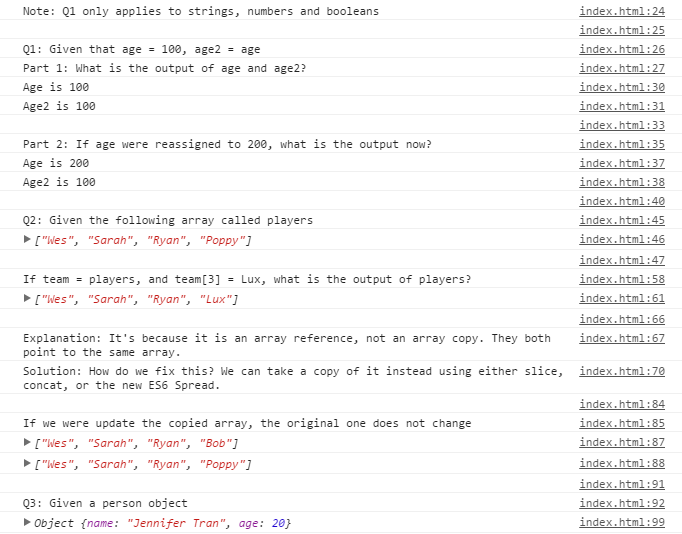 Note: Q1 only applies to strings, numbers and booleans index.html:24
index.html:25
Q1: Given that age = 100, age2 = age index.html:26
Part 1: What is the output of age and age2? index.html:27
Age is 100 index.html:30
Age2 is 100 index.html:31
index.html:33
Part 2: If age were reassigned to 200, what is the output now? index.html:35
Age is 200 index.html:37
Age2 is 100 index.html:38
index.html:40
Q2: Given the following array called players index.html:45
["Wes", "Sarah", "Ryan", "Poppy"] index.html:46
index.html:47
If team = players, and team[3] = Lux, what is the output of players? index.html:58
["Wes", "Sarah", "Ryan", "Lux"] index.html:61
index.html:66
Explanation: It's because it is an array reference, not an array copy. They both index.html:67
point to the same array.
Solution: How do we fix this? We can take a copy of it instead using either slice, index.html:70
concat, or the new ES6 Spread.
index.html:84
If we were update the copied array, the original one does not change index.html:85
["Wes", "Sarah", "Ryan", "Bob"] index.html:87
["Wes", "Sarah", "Ryan", "Poppy"] index.html:88
index.html:91
Q3: Given a person object index.html:92
Object {name: "Jennifer Tran", age: 20} index.html:99